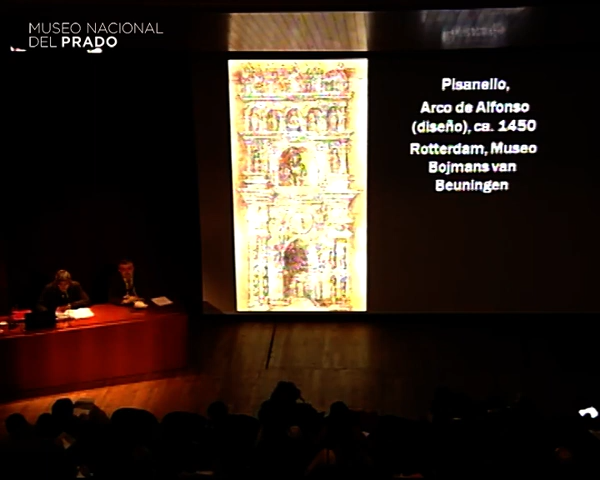 MUSEO NACIONAL
DEL PRADO
Pisanello,
Arco de Alfonso
(diseño), ca. 1450
Rotterdam, Museo
Bojmans van
Beuningen